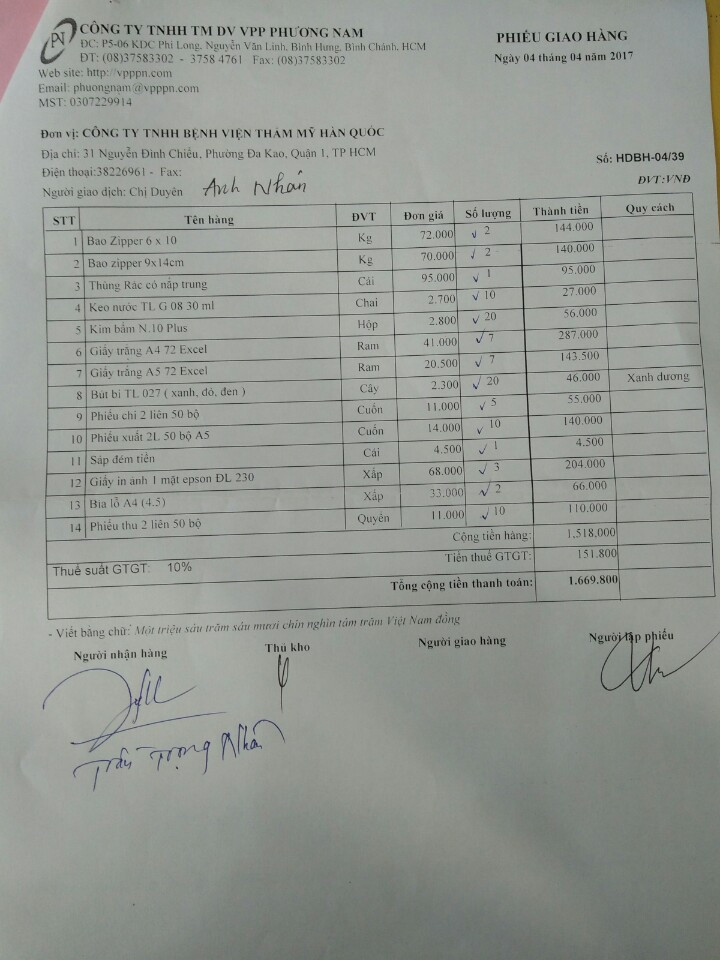 PN
CÔNG TY TNHH TM DV VPP PHƯƠNG NAM
ĐC: P5-06 KDC Phi Long, Nguyễn Văn Linh, Bình Hưng, Bình Chánh, HCM
ĐT: (08)37583302 - 3758 4761 Fax: (08)37583302
Web site: http://vpppn.com
Email: phuongnam@vpppn.com
MST: 0307229914
PHIẾU GIAO HÀNG
Ngày 04 tháng 04 năm 2017
Đơn vị: CÔNG TY TNHH BỆNH VIỆN THẨM MỸ HÀN QUỐC
Địa chỉ: 31 Nguyễn Đình Chiểu, Phường Đa Kao, Quận 1, TP HCM
Điện thoại:38226961 - Fax:
Người giao dịch: Chị Duyên Anh Nhân
Số: HDBH-04/39
ĐVT:VNĐ
STT Tên hàng ĐVT Đơn giá Số lượng Thành tiền Quy cách
1 Bao Zipper 6 x 10 Kg 72.000 ✓ 2 144.000
2 Bao zipper 9x14cm Kg 70.000 ✓ 2 140.000
3 Thùng Rác có nắp trung Cái 95.000 ✓ 1 95.000
4 Keo nước TL G 08 30 ml Chai 2.700 ✓ 10 27.000
5 Kim bấm N.10 Plus Hộp 2.800 ✓ 20 56.000
6 Giấy trắng A4 72 Excel Ram 41.000 ✓ 7 287.000
7 Giấy trắng A5 72 Excel Ram 20.500 ✓ 7 143.500
8 Bút bi TL 027 ( xanh, đỏ, đen ) Cây 2.300 ✓ 20 46.000 Xanh dương
9 Phiếu chi 2 liên 50 bộ Cuốn 11.000 ✓ 5 55.000
10 Phiếu xuất 2L 50 bộ A5 Cuốn 14.000 ✓ 10 140.000
11 Sáp đếm tiền Cái 4.500 ✓ 1 4.500
12 Giấy in ảnh 1 mặt epson ĐL 230 Xấp 68.000 ✓ 3 204.000
13 Bìa lỗ A4 (4.5) Xấp 33.000 ✓ 2 66.000
14 Phiếu thu 2 liên 50 bộ Quyển 11.000 ✓ 10 110.000
Cộng tiền hàng: 1.518.000
Thuế suất GTGT: 10% Tiền thuế GTGT: 151.800
Tổng cộng tiền thanh toán: 1.669.800
- Viết bằng chữ: Một triệu sáu trăm sáu mươi chín nghìn tám trăm Việt Nam đồng
Người nhận hàng Thủ kho Người giao hàng Người lập phiếu
Trần Trọng Nhân